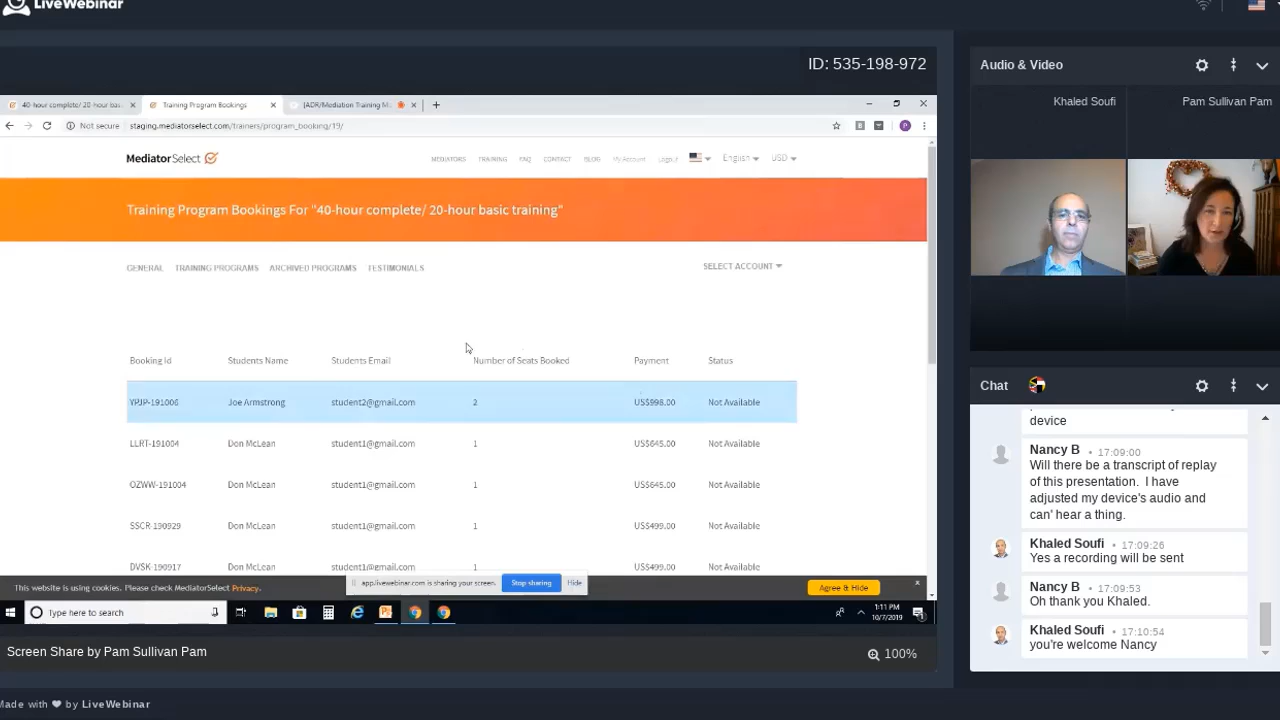 LiveWebinar
ID: 535-198-972
40-hour complete/ 20-hour bas
Training Program Bookings
[ADR/Mediation Training M
Not secure staging.mediatorselect.com/trainers/program_booking/19/
MediatorSelect
MEDIATORS TRAINING FAQ CONTACT BLOG My Account Logout English USD
Training Program Bookings For "40-hour complete/ 20-hour basic training"
GENERAL TRAINING PROGRAMS ARCHIVED PROGRAMS TESTIMONIALS SELECT ACCOUNT
Booking Id Students Name Students Email Number of Seats Booked Payment Status
YPJP-191006 Joe Armstrong student2@gmail.com 2 US$998.00 Not Available
LLRT-191004 Don McLean student1@gmail.com 1 US$645.00 Not Available
OZWW-191004 Don McLean student1@gmail.com 1 US$645.00 Not Available
SSCR-190929 Don McLean student1@gmail.com 1 US$499.00 Not Available
DVSK-190917 Don McLean student1@gmail.com 1 US$499.00 Not Available
This website is using cookies. Please check MediatorSelect Privacy.
app.livewebinar.com is sharing your screen. Stop sharing Hide
Agree & Hide
Type here to search
1:11 PM
10/7/2019
Screen Share by Pam Sullivan Pam
100%
Made with ❤ by LiveWebinar
Audio & Video
Khaled Soufi
Pam Sullivan Pam
Chat
device
Nancy B • 17:09:00
Will there be a transcript of replay
of this presentation. I have
adjusted my device's audio and
can' hear a thing.
Khaled Soufi • 17:09:26
Yes a recording will be sent
Nancy B • 17:09:53
Oh thank you Khaled.
Khaled Soufi • 17:10:54
you're welcome Nancy